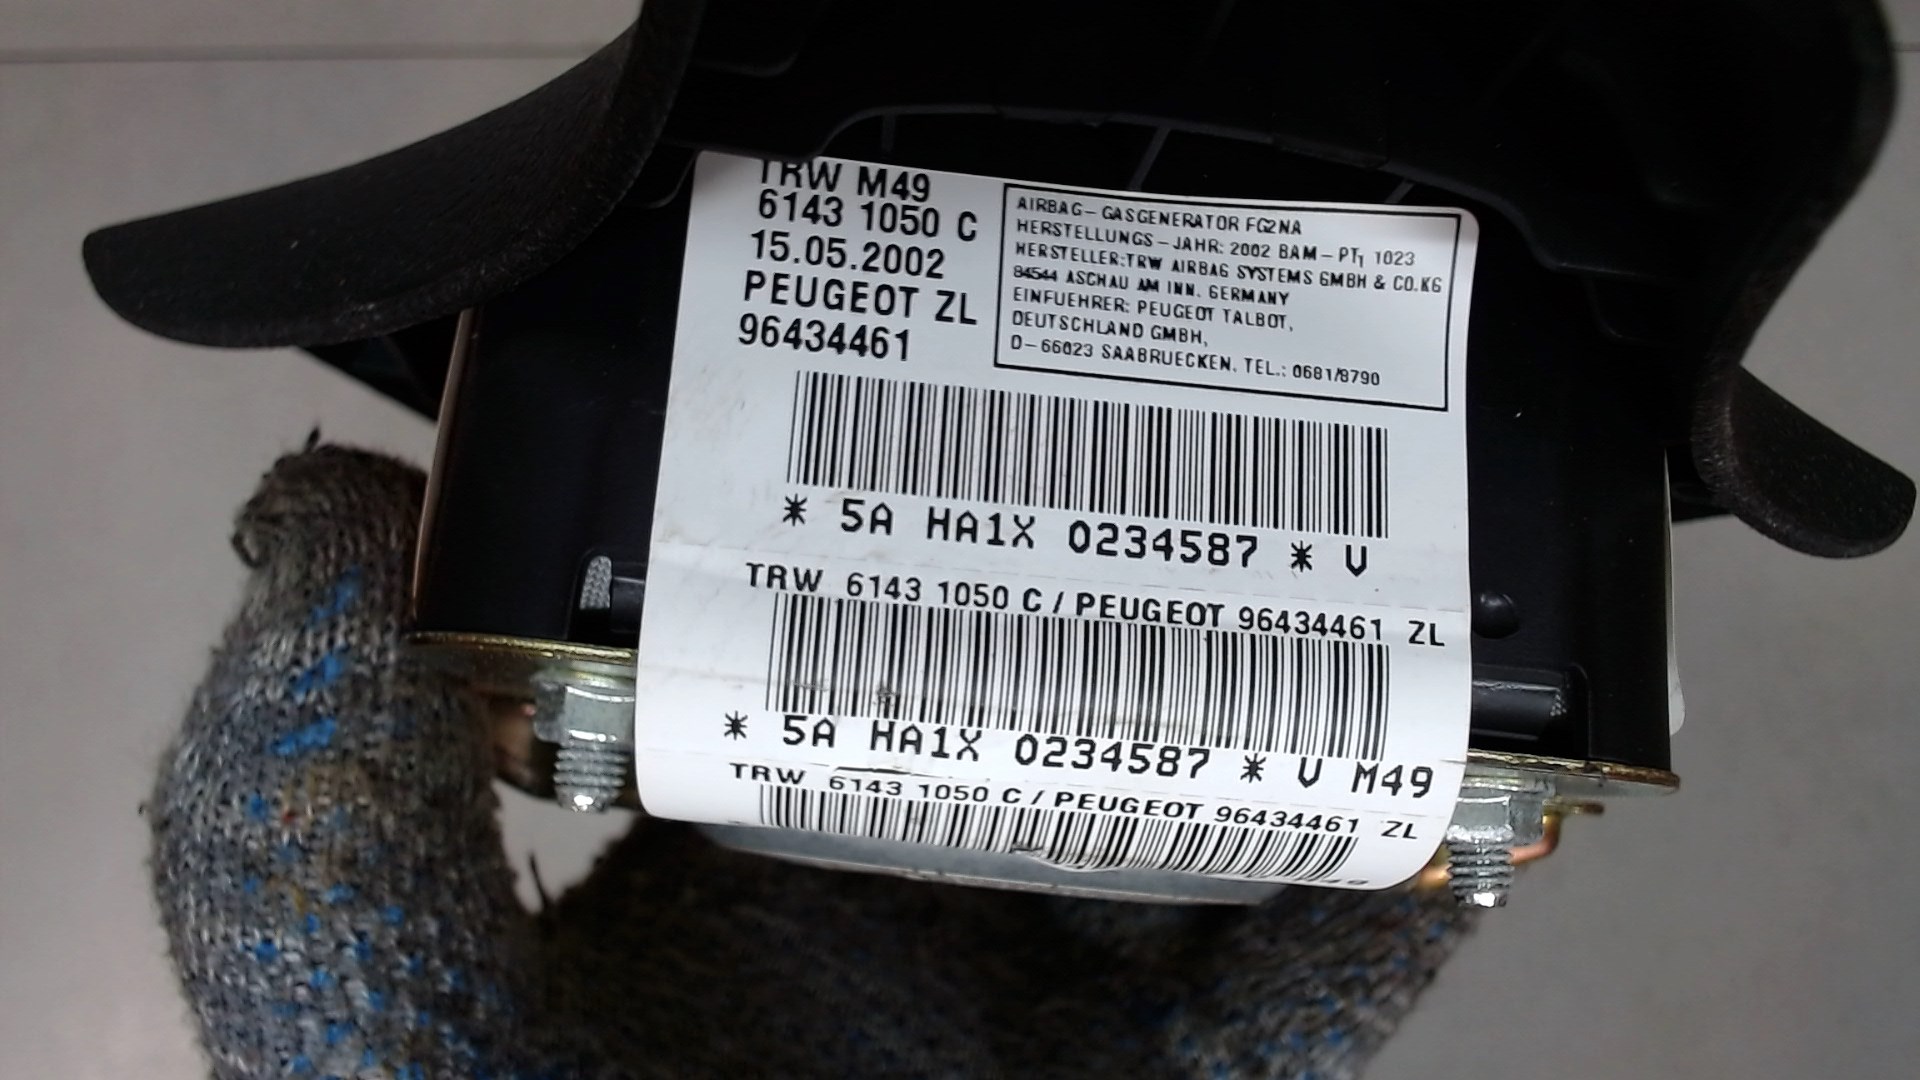 TRW M49
6143 1050 C
15.05.2002
PEUGEOT ZL
96434461
AIRBAG-GASGENERATOR FG2NA
HERSTELLUNGS-JAHR: 2002 BAM-PT1 1023
HERSTELLER:TRW AIRBAG SYSTEMS GMBH & CO.KG
84544 ASCHAU AM INN. GERMANY
EINFUEHRER: PEUGEOT TALBOT,
DEUTSCHLAND GMBH,
D-66023 SAABRUECKEN. TEL.: 0681/8790
* 5A HA1X 0234587 * V
TRW 6143 1050 C / PEUGEOT 96434461 ZL
* 5A HA1X 0234587 * V M49
TRW 6143 1050 C / PEUGEOT 96434461 ZL